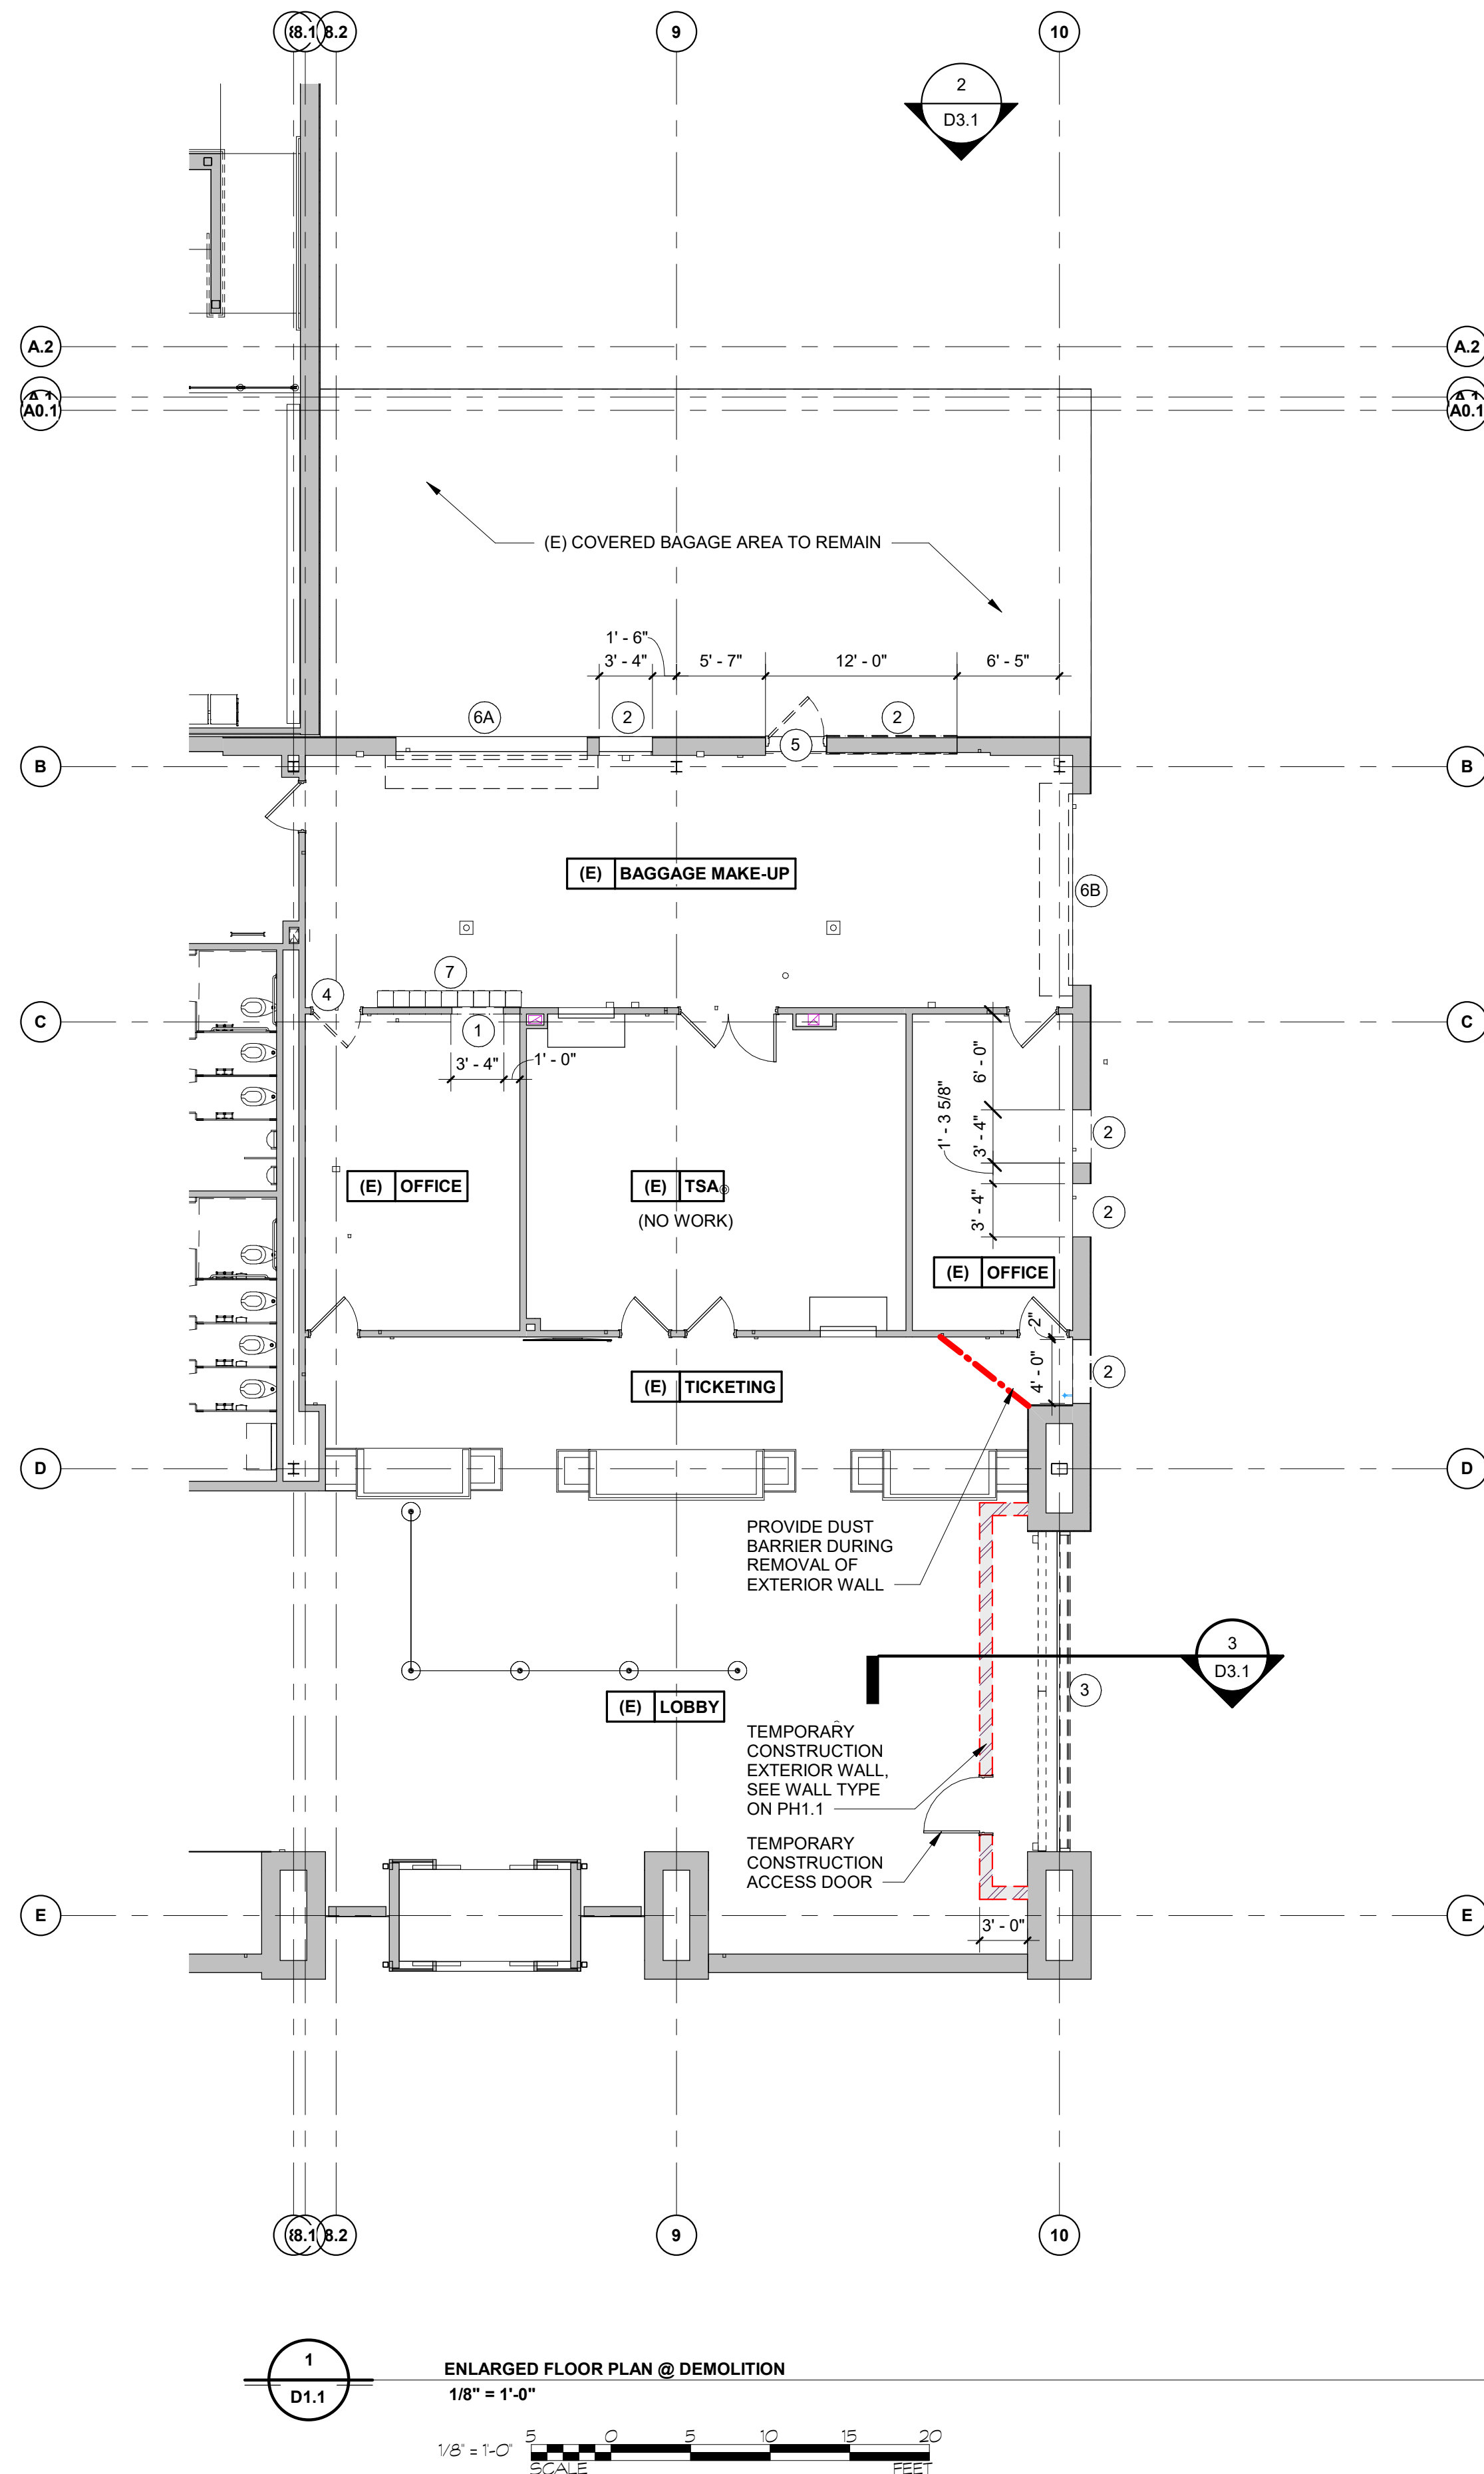 8.1
8.2
9
10
2
D3.1
A.2
A.2
A0.1
A0.1
(E) COVERED BAGAGE AREA TO REMAIN
1' - 6"
3' - 4"
5' - 7"
12' - 0"
6' - 5"
6A
2
5
2
B
B
(E) BAGGAGE MAKE-UP
6B
7
4
C
C
1
3' - 4"
1' - 0"
6' - 0"
1' - 3 5/8"
3' - 4"
2
3' - 4"
2
(E) OFFICE
(E) TSA
(NO WORK)
(E) OFFICE
2"
4' - 0"
2
(E) TICKETING
D
D
PROVIDE DUST
BARRIER DURING
REMOVAL OF
EXTERIOR WALL
3
D3.1
3
(E) LOBBY
TEMPORARY
CONSTRUCTION
EXTERIOR WALL,
SEE WALL TYPE
ON PH1.1
TEMPORARY
CONSTRUCTION
ACCESS DOOR
E
E
3' - 0"
8.1
8.2
9
10
1
D1.1
ENLARGED FLOOR PLAN @ DEMOLITION
1/8" = 1'-0"
1/8" = 1'-0"
5 0 5 10 15 20
SCALE FEET